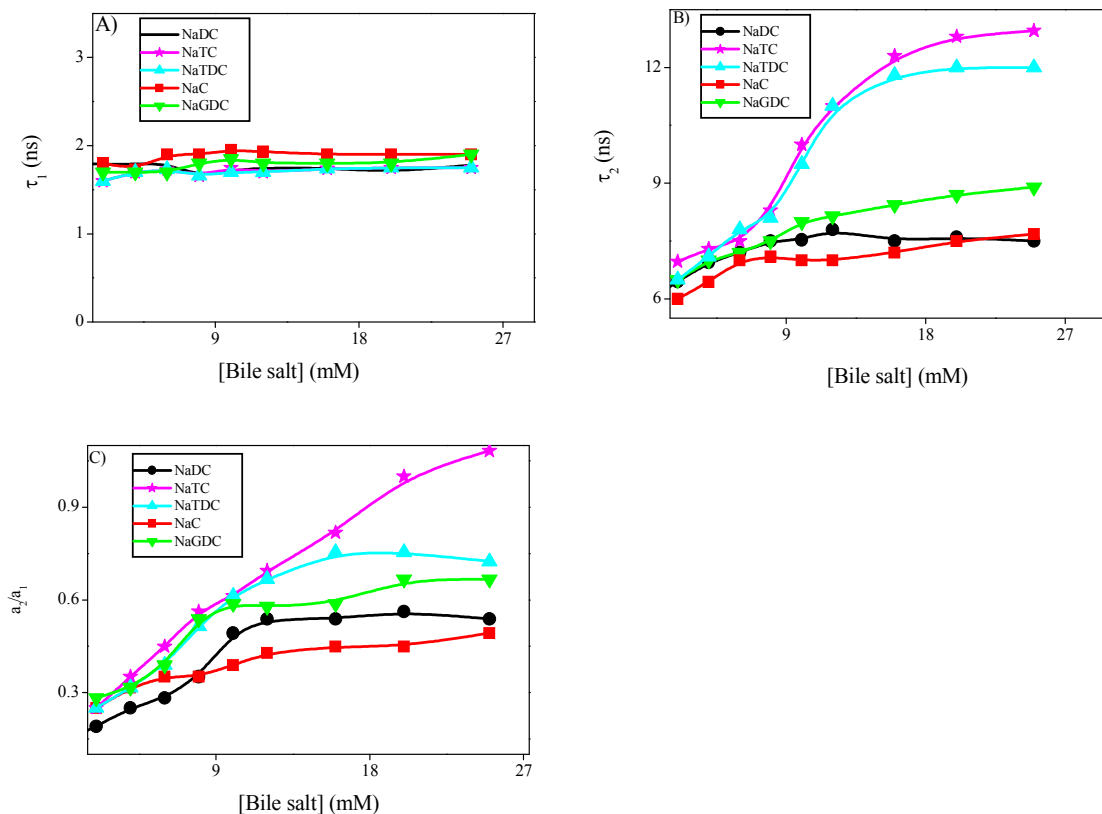 A)
NaDC
NaTC
NaTDC
NaC
NaGDC
3
2
1
0
τ₁ (ns)
9
18
27
[Bile salt] (mM)
B)
NaDC
NaTC
NaTDC
NaC
NaGDC
12
9
6
τ₂ (ns)
9
18
27
[Bile salt] (mM)
C)
NaDC
NaTC
NaTDC
NaC
NaGDC
0.9
0.6
0.3
a₂/a₁
9
18
27
[Bile salt] (mM)